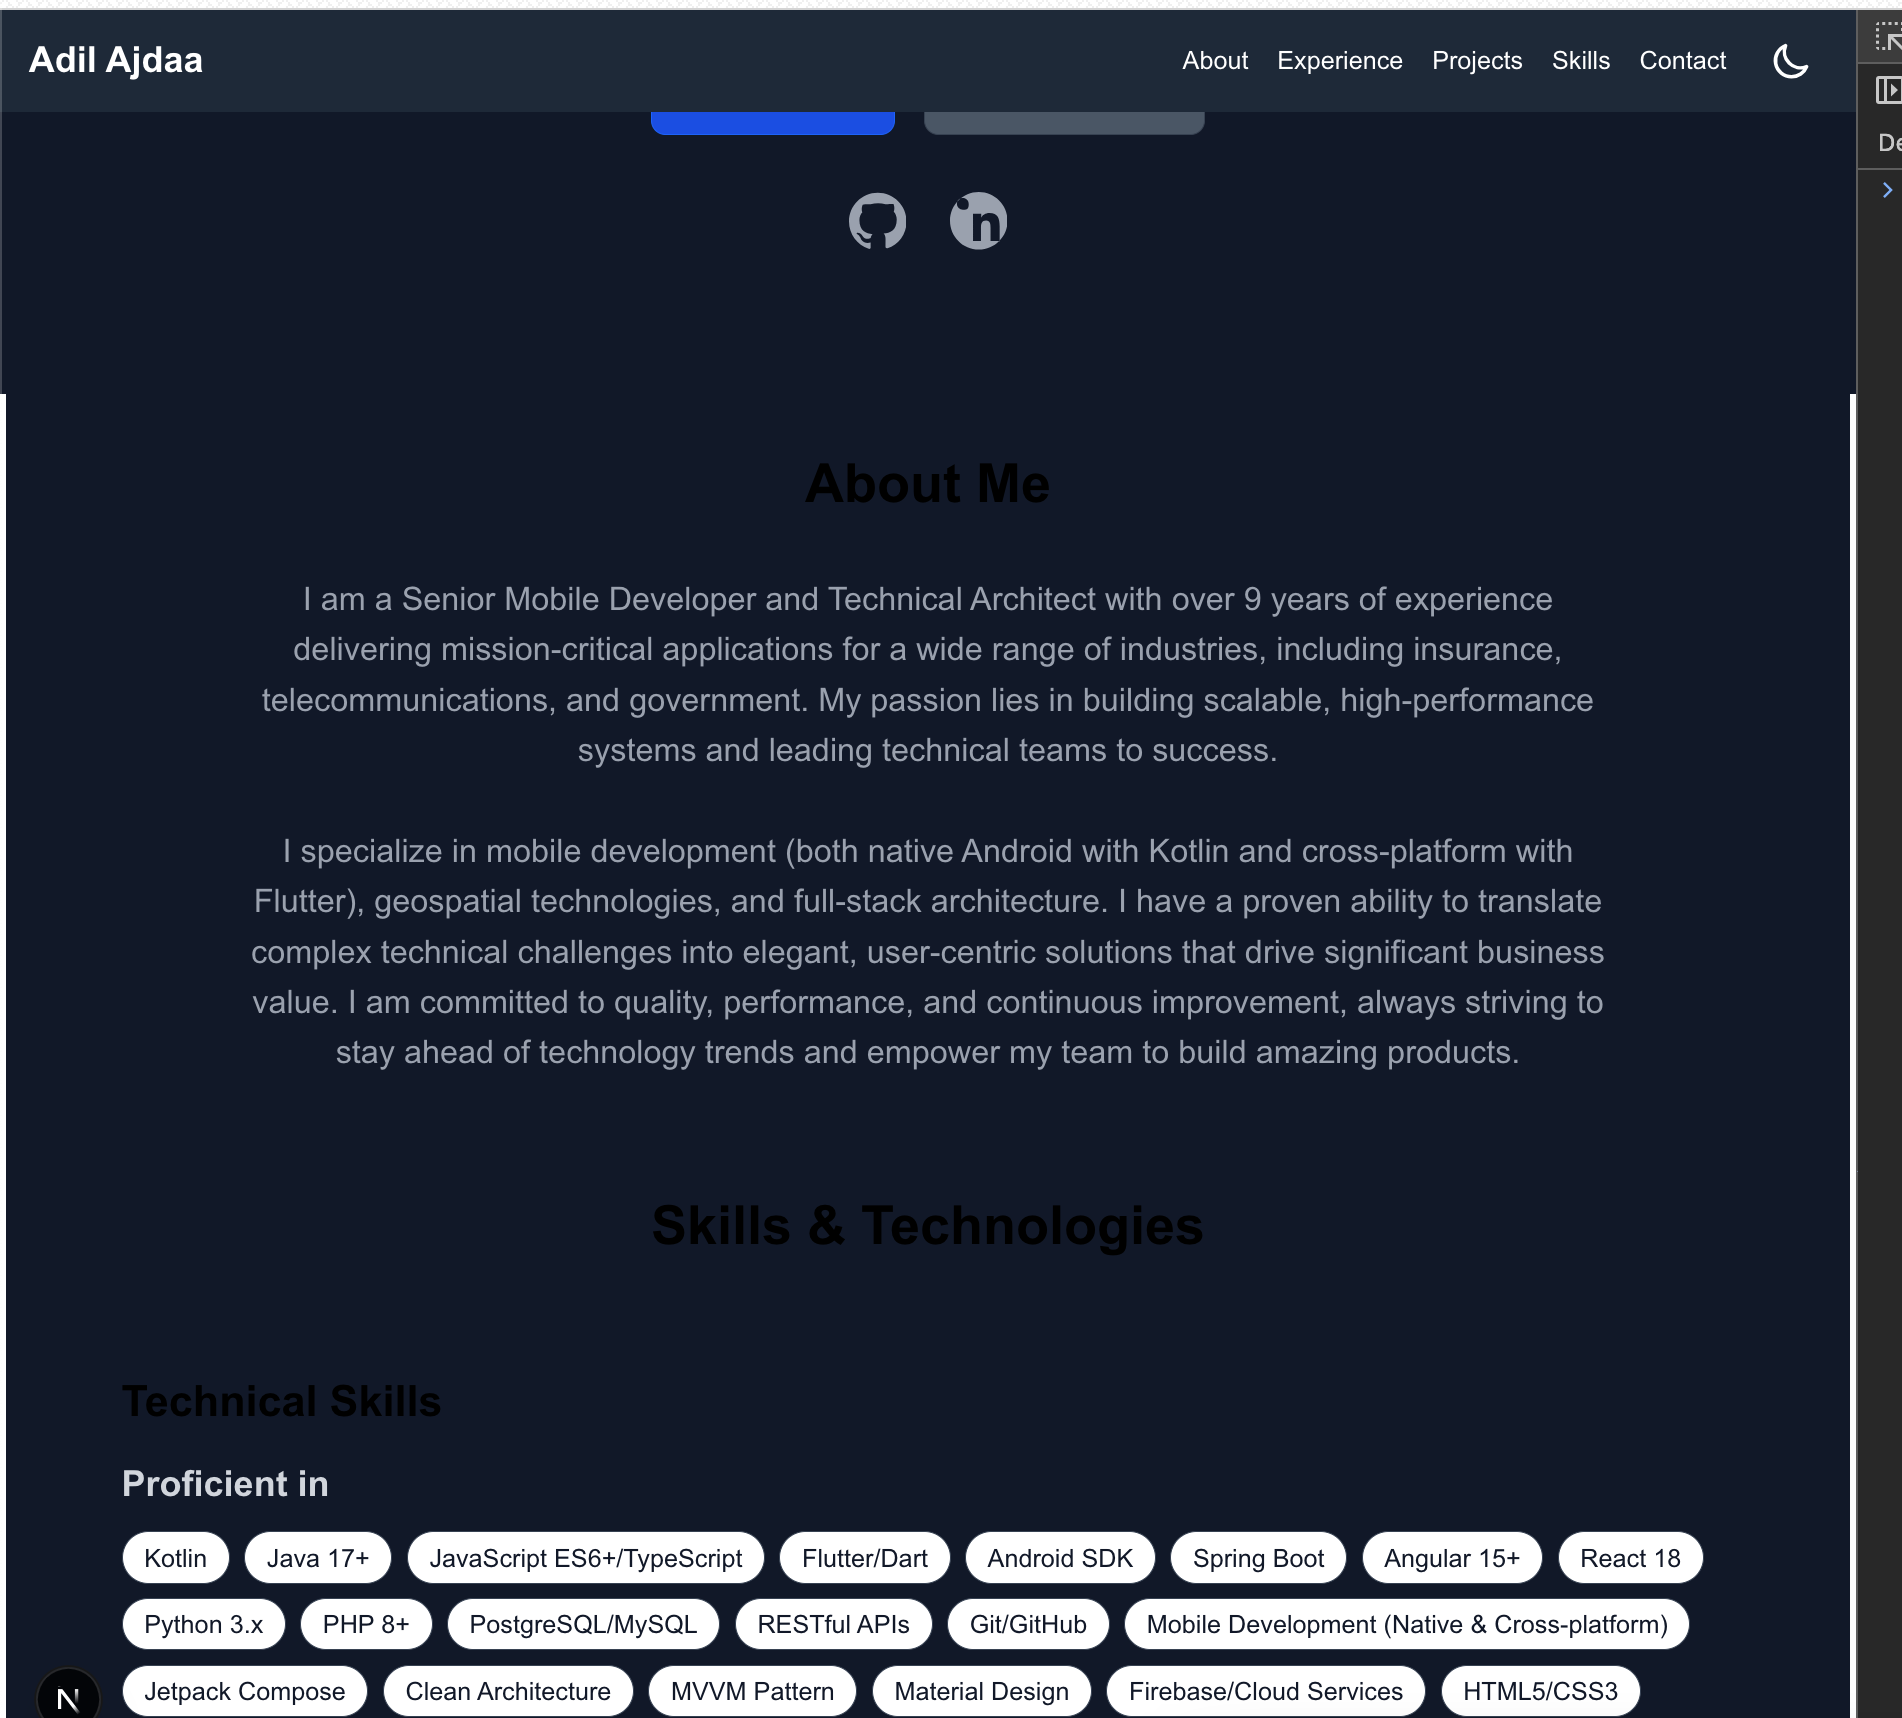 Adil Ajdaa
About Experience Projects Skills Contact
De
in
About Me
I am a Senior Mobile Developer and Technical Architect with over 9 years of experience
delivering mission-critical applications for a wide range of industries, including insurance,
telecommunications, and government. My passion lies in building scalable, high-performance
systems and leading technical teams to success.
I specialize in mobile development (both native Android with Kotlin and cross-platform with
Flutter), geospatial technologies, and full-stack architecture. I have a proven ability to translate
complex technical challenges into elegant, user-centric solutions that drive significant business
value. I am committed to quality, performance, and continuous improvement, always striving to
stay ahead of technology trends and empower my team to build amazing products.
Skills & Technologies
Technical Skills
Proficient in
Kotlin Java 17+ JavaScript ES6+/TypeScript Flutter/Dart Android SDK Spring Boot Angular 15+ React 18
Python 3.x PHP 8+ PostgreSQL/MySQL RESTful APIs Git/GitHub Mobile Development (Native & Cross-platform)
N Jetpack Compose Clean Architecture MVVM Pattern Material Design Firebase/Cloud Services HTML5/CSS3